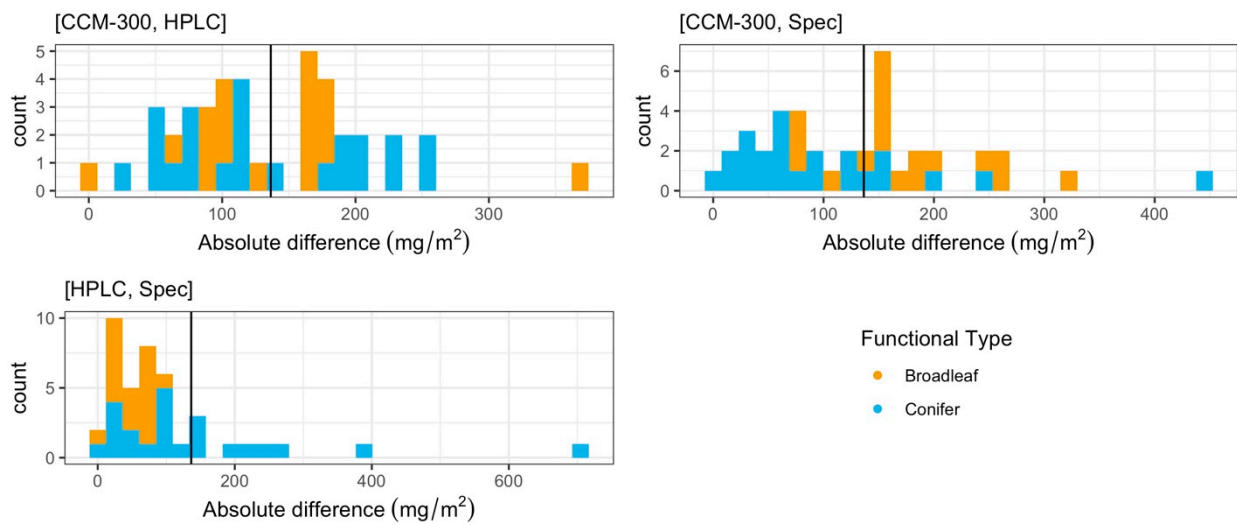 [CCM-300, HPLC]
5
4
3
2
1
0
count
0 100 200 300
Absolute difference (mg/m²)
[CCM-300, Spec]
6
4
2
0
count
0 100 200 300 400
Absolute difference (mg/m²)
[HPLC, Spec]
10
5
0
count
0 200 400 600
Absolute difference (mg/m²)
Functional Type
Broadleaf
Conifer